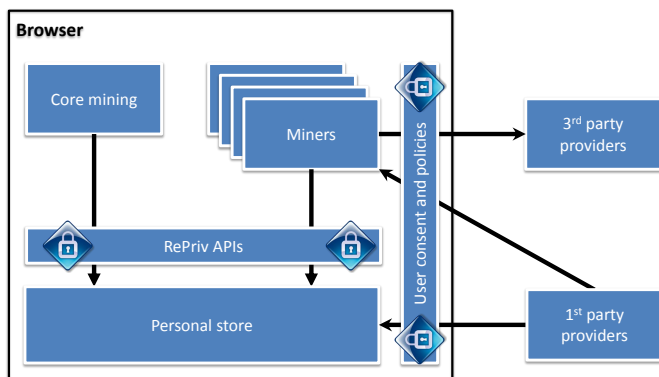 Browser
Core mining
Miners
3rd party
providers
User consent and policies
RePriv APIs
Personal store
1st party
providers